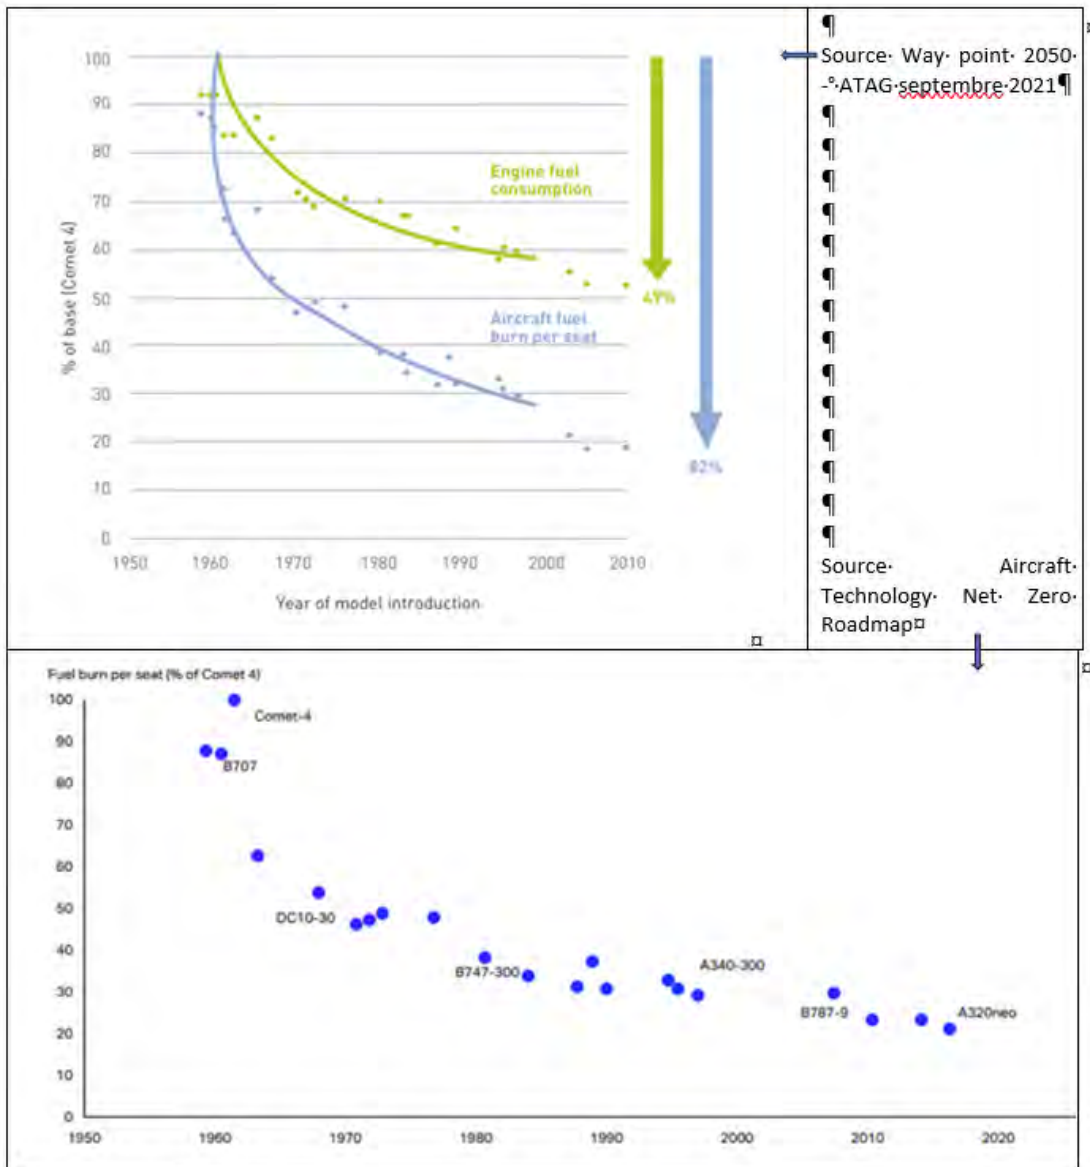 100
90
80
70
60
50
40
30
20
10
0
% of base (Comet 4)
1950 1960 1970 1980 1990 2000 2010
Year of model introduction
Engine fuel
consumption
Aircraft fuel
burn per seat
49%
82%
¤
¶
Source· Way· point· 2050·
-°·ATAG·septembre·2021¶
¶
¶
¶
¶
¶
¶
¶
¶
¶
¶
¶
¶
¶
¶
Source· Aircraft·
Technology· Net· Zero·
Roadmap¤
¤
¤
Fuel burn per seat (% of Comet 4)
100
90
80
70
60
50
40
30
20
10
0
Comet-4
B707
DC10-30
B747-300
A340-300
B787-9
A320neo
1950 1960 1970 1980 1990 2000 2010 2020